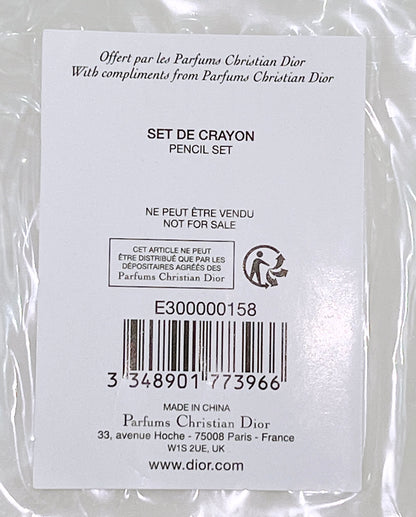 Offert par les Parfums Christian Dior
With compliments from Parfums Christian Dior
SET DE CRAYON
PENCIL SET
NE PEUT ÊTRE VENDU
NOT FOR SALE
CET ARTICLE NE PEUT
ÊTRE DISTRIBUÉ QUE PAR LES
DÉPOSITAIRES AGRÉÉS DES
Parfums Christian Dior
E300000158
3 348901 773966
MADE IN CHINA
Parfums Christian Dior
33, avenue Hoche - 75008 Paris - France
W1S 2UE, UK
www.dior.com